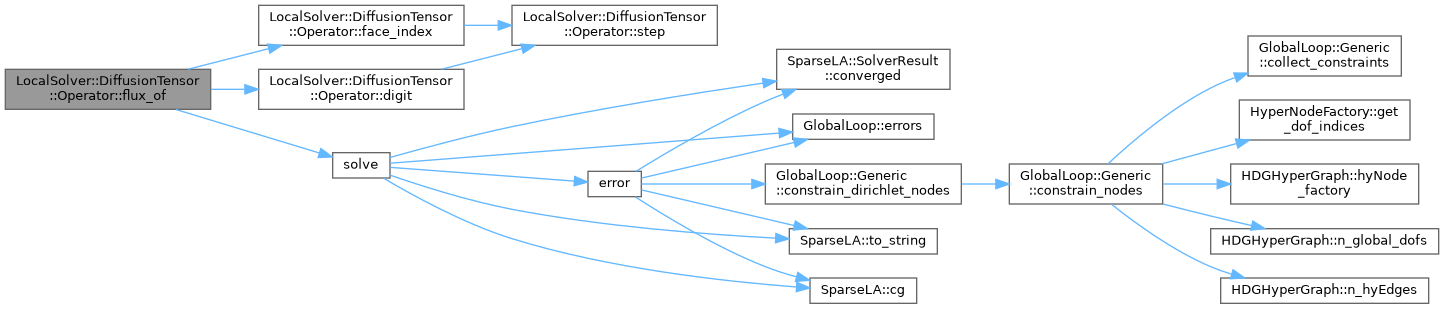 LocalSolver::DiffusionTensor
::Operator::flux_of
LocalSolver::DiffusionTensor
::Operator::face_index
LocalSolver::DiffusionTensor
::Operator::digit
LocalSolver::DiffusionTensor
::Operator::step
solve
error
SparseLA::SolverResult
::converged
GlobalLoop::errors
GlobalLoop::Generic
::constrain_dirichlet_nodes
SparseLA::to_string
SparseLA::cg
GlobalLoop::Generic
::constrain_nodes
GlobalLoop::Generic
::collect_constraints
HyperNodeFactory::get
_dof_indices
HDGHyperGraph::hyNode
_factory
HDGHyperGraph::n_global_dofs
HDGHyperGraph::n_hyEdges